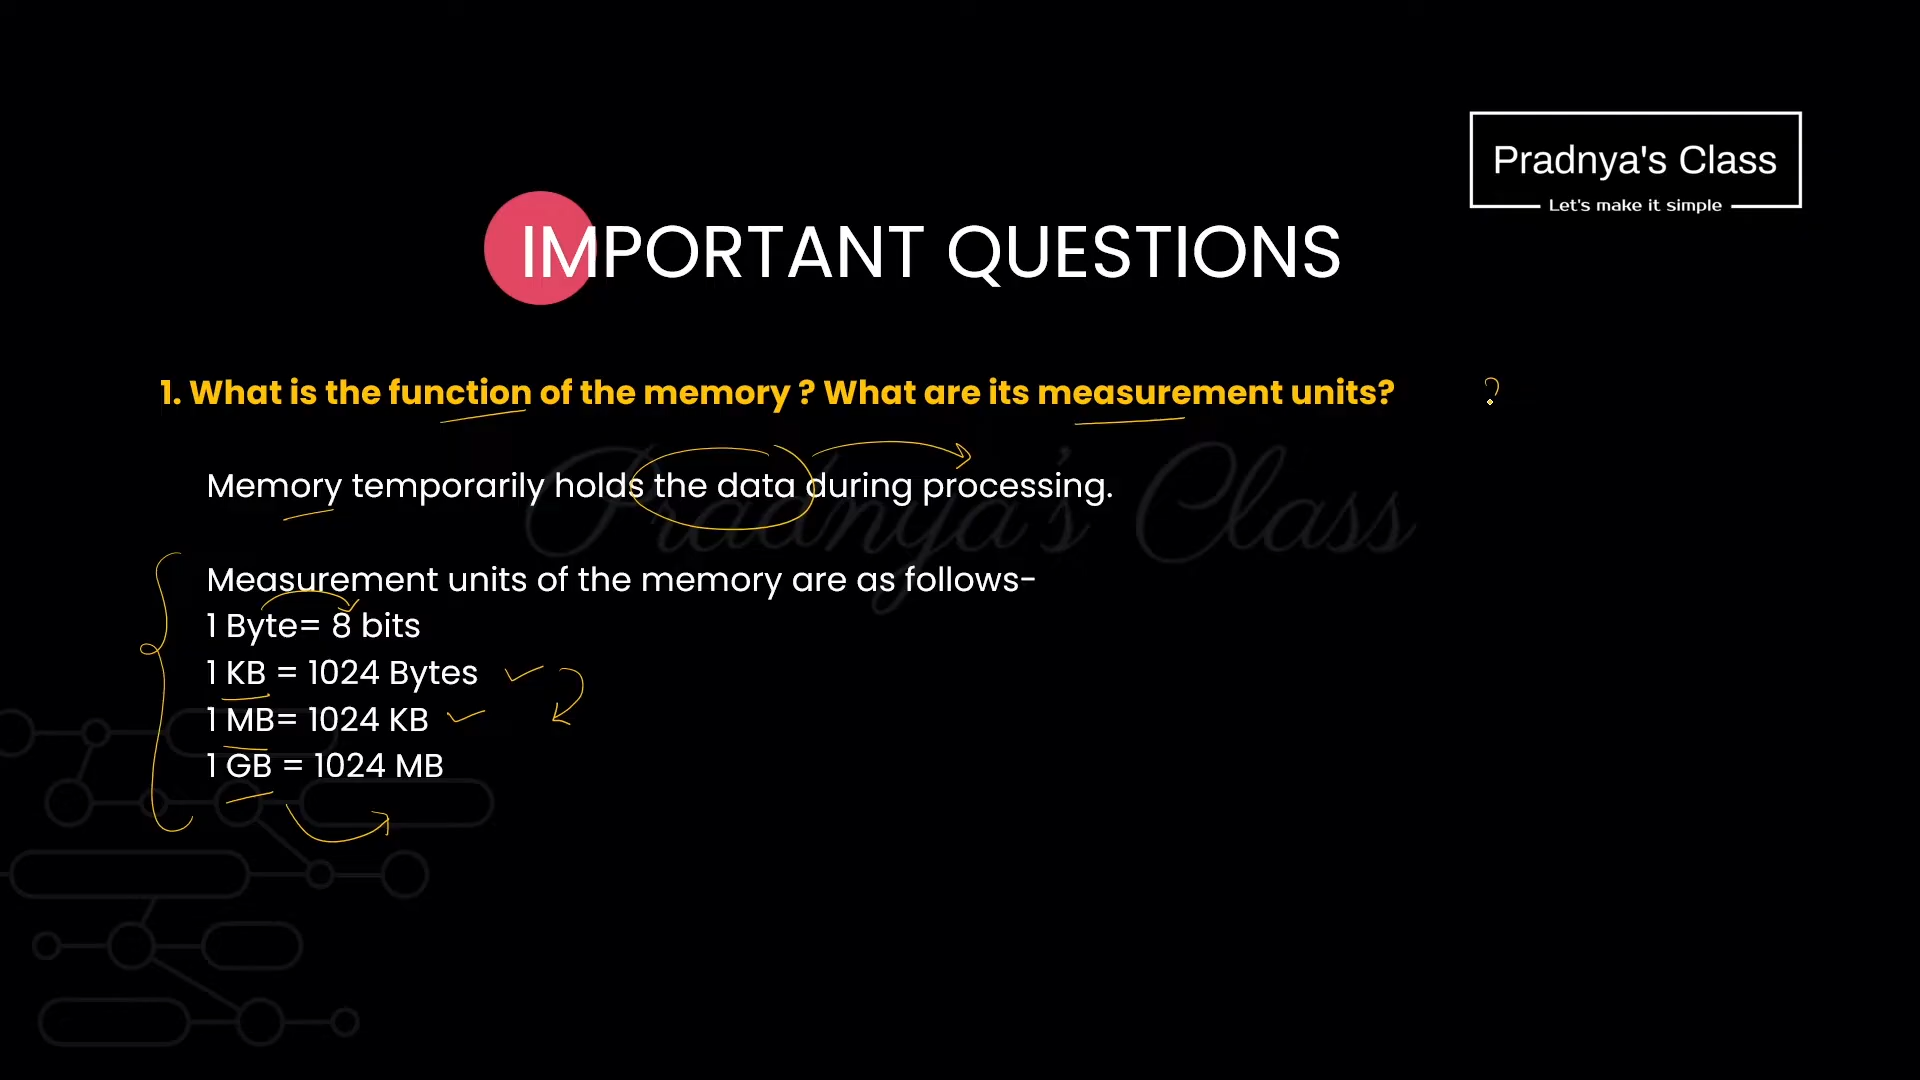 Pradnya's Class
Let's make it simple
IMPORTANT QUESTIONS
1. What is the function of the memory ? What are its measurement units? ?
Memory temporarily holds the data during processing.
Pradnya's Class
Measurement units of the memory are as follows-
1 Byte= 8 bits
1 KB = 1024 Bytes
1 MB= 1024 KB
1 GB = 1024 MB